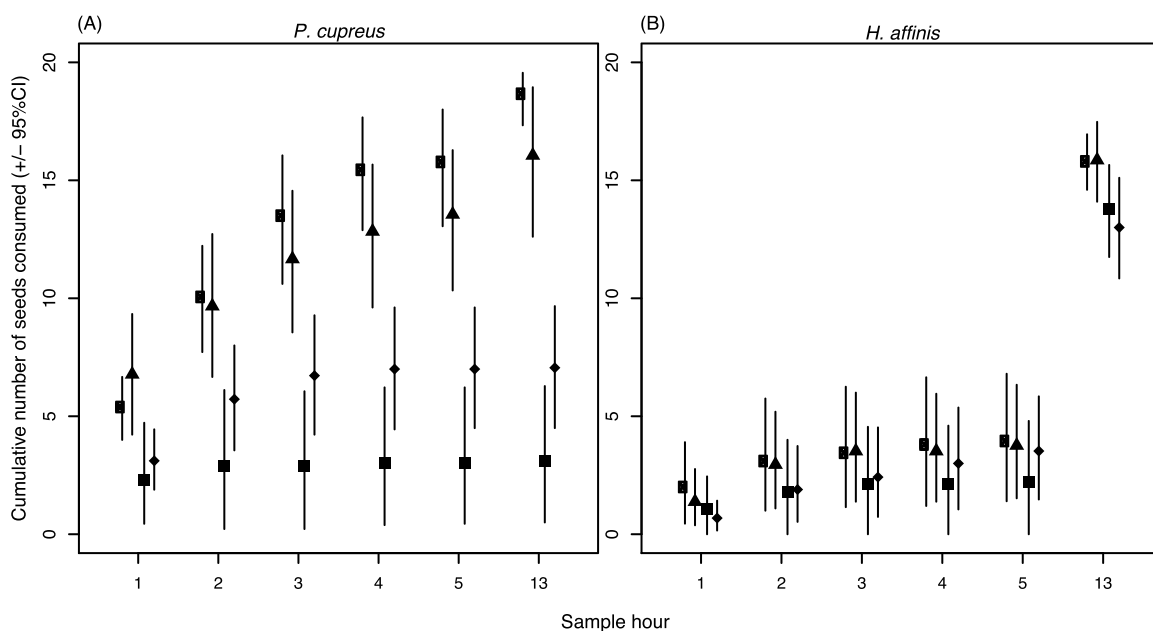 (A)
P. cupreus
(B)
H. affinis
Cumulative number of seeds consumed (+/− 95%CI)
20
15
10
5
0
20
15
10
5
0
1 2 3 4 5 13
1 2 3 4 5 13
Sample hour